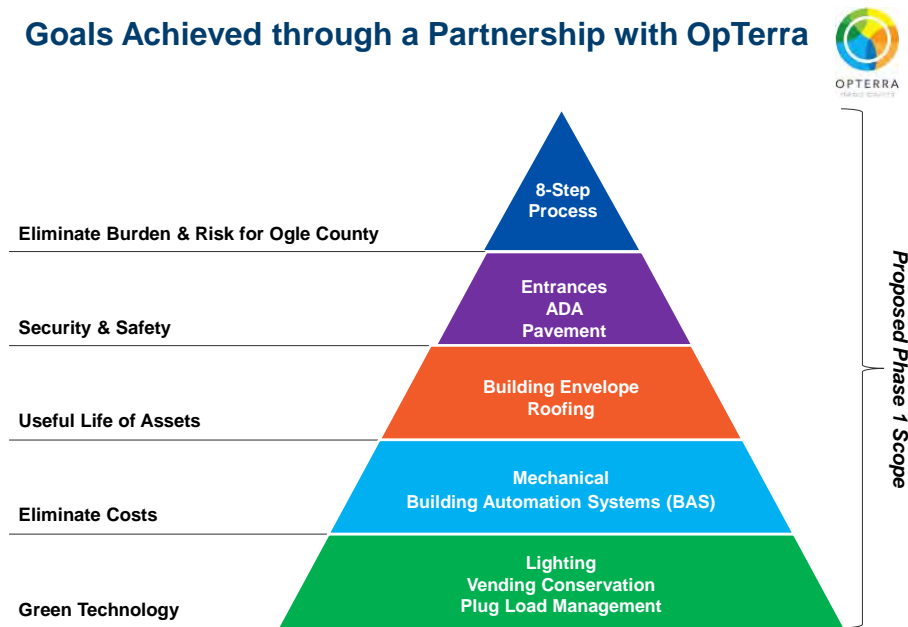 Goals Achieved through a Partnership with OpTerra
OPTERRA
8-Step
Process
Eliminate Burden & Risk for Ogle County
Entrances
ADA
Pavement
Security & Safety
Building Envelope
Roofing
Useful Life of Assets
Mechanical
Building Automation Systems (BAS)
Eliminate Costs
Lighting
Vending Conservation
Plug Load Management
Green Technology
Proposed Phase 1 Scope